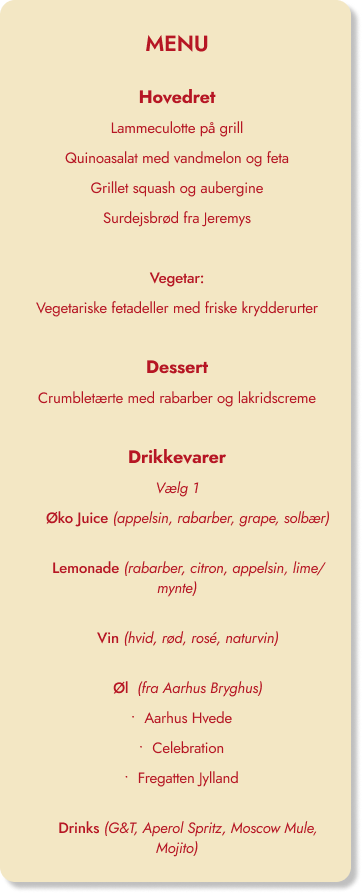 MENU
Hovedret
Lammeculotte på grill
Quinoasalat med vandmelon og feta
Grillet squash og aubergine
Surdejsbrød fra Jeremys
Vegetar:
Vegetariske fetadeller med friske krydderurter
Dessert
Crumbletærte med rabarber og lakridscreme
Drikkevarer
Vælg 1
Øko Juice (appelsin, rabarber, grape, solbær)
Lemonade (rabarber, citron, appelsin, lime/
mynte)
Vin (hvid, rød, rosé, naturvin)
Øl (fra Aarhus Bryghus)
· Aarhus Hvede
· Celebration
· Fregatten Jylland
Drinks (G&T, Aperol Spritz, Moscow Mule,
Mojito)